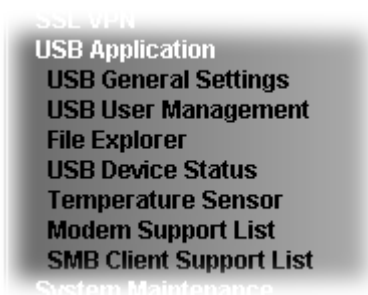 SSL VPN
USB Application
USB General Settings
USB User Management
File Explorer
USB Device Status
Temperature Sensor
Modem Support List
SMB Client Support List
System Maintenance